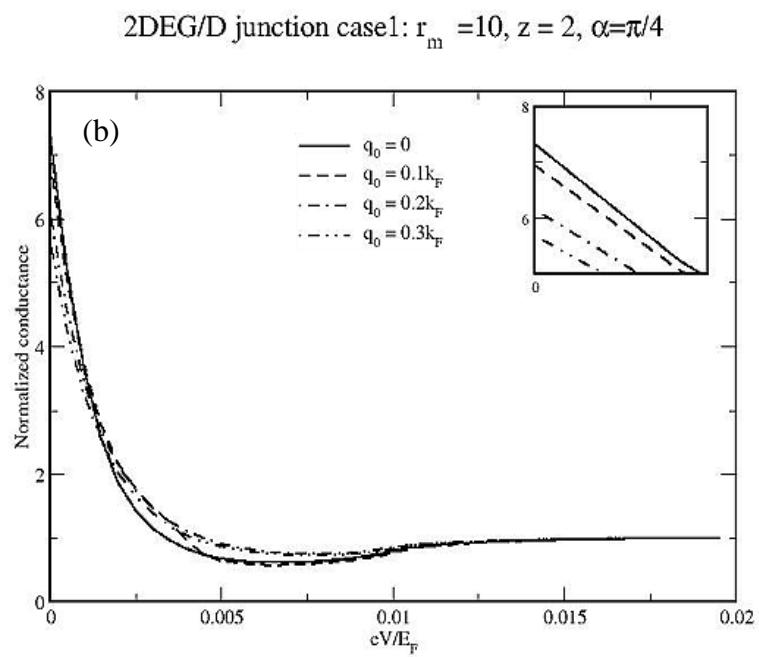 2DEG/D junction case1: rₘ =10, z = 2, α=π/4
(b)
q₀ = 0
q₀ = 0.1k_F
q₀ = 0.2k_F
q₀ = 0.3k_F
8
6
0
8
6
4
2
0
Normalized conductance
0
0.005
0.01
0.015
0.02
eV/E_F